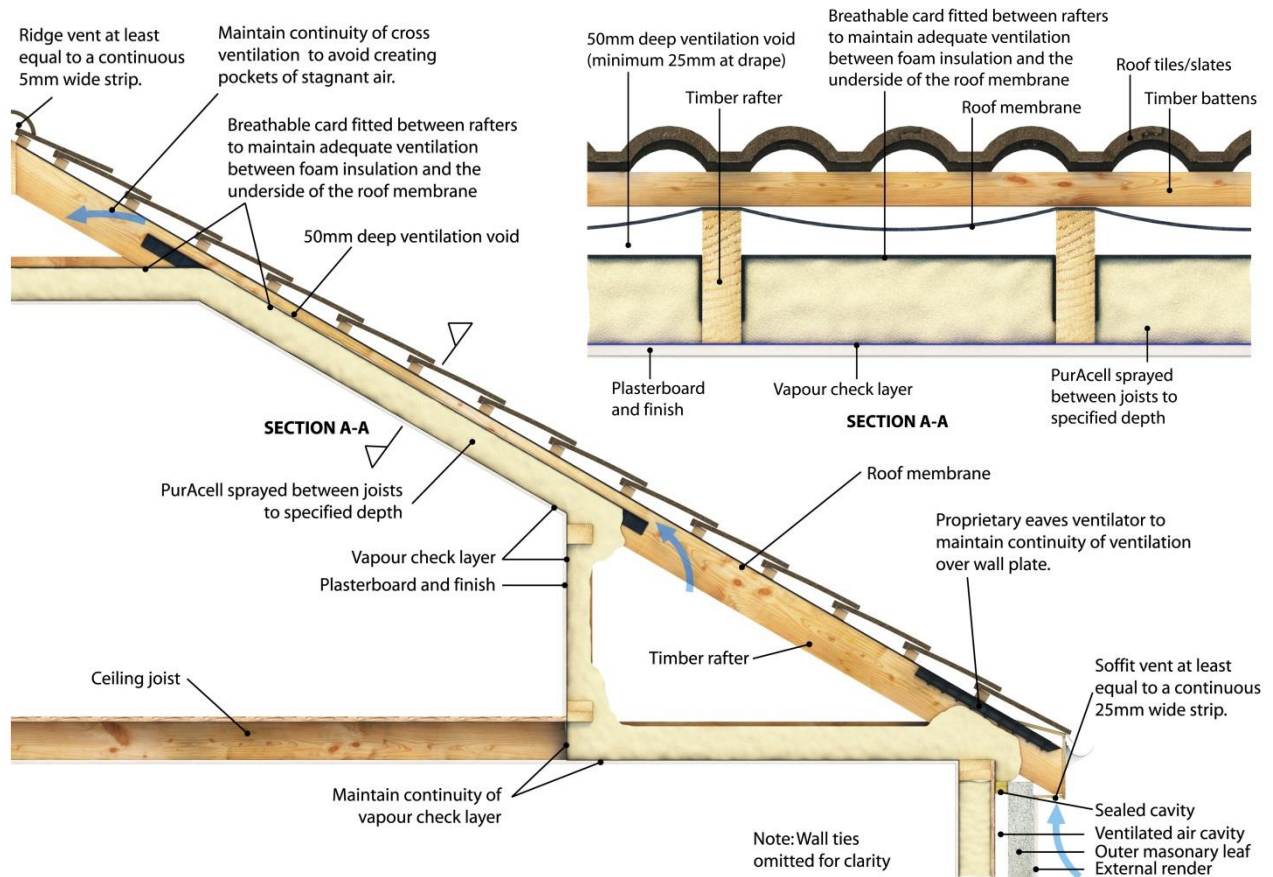 Ridge vent at least
equal to a continuous
5mm wide strip.
Maintain continuity of cross
ventilation to avoid creating
pockets of stagnant air.
Breathable card fitted between rafters
to maintain adequate ventilation
between foam insulation and the
underside of the roof membrane
50mm deep ventilation void
SECTION A-A
PurAcell sprayed between joists
to specified depth
Vapour check layer
Plasterboard and finish
Ceiling joist
Maintain continuity of
vapour check layer
50mm deep ventilation void
(minimum 25mm at drape)
Timber rafter
Breathable card fitted between rafters
to maintain adequate ventilation
between foam insulation and the
underside of the roof membrane
Roof membrane
Roof tiles/slates
Timber battens
Plasterboard
and finish
Vapour check layer
SECTION A-A
PurAcell sprayed
between joists to
specified depth
Roof membrane
Proprietary eaves ventilator to
maintain continuity of ventilation
over wall plate.
Timber rafter
Soffit vent at least
equal to a continuous
25mm wide strip.
Sealed cavity
Ventilated air cavity
Outer masonary leaf
External render
Note: Wall ties
omitted for clarity